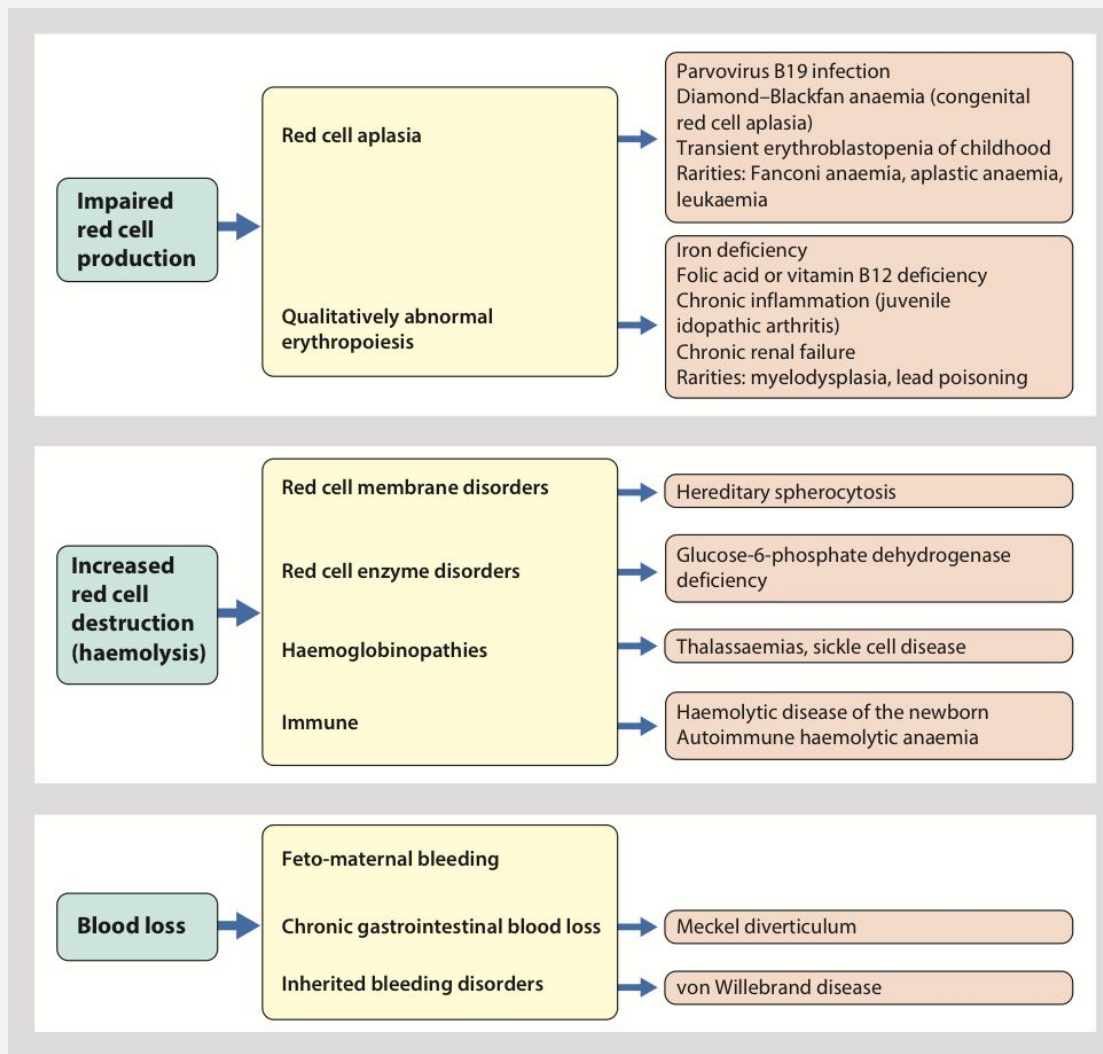 Impaired
red cell
production
Red cell aplasia
Parvovirus B19 infection
Diamond–Blackfan anaemia (congenital
red cell aplasia)
Transient erythroblastopenia of childhood
Rarities: Fanconi anaemia, aplastic anaemia,
leukaemia
Qualitatively abnormal
erythropoiesis
Iron deficiency
Folic acid or vitamin B12 deficiency
Chronic inflammation (juvenile
idopathic arthritis)
Chronic renal failure
Rarities: myelodysplasia, lead poisoning
Increased
red cell
destruction
(haemolysis)
Red cell membrane disorders
Hereditary spherocytosis
Red cell enzyme disorders
Glucose-6-phosphate dehydrogenase
deficiency
Haemoglobinopathies
Thalassaemias, sickle cell disease
Immune
Haemolytic disease of the newborn
Autoimmune haemolytic anaemia
Blood loss
Feto-maternal bleeding
Chronic gastrointestinal blood loss
Meckel diverticulum
Inherited bleeding disorders
von Willebrand disease